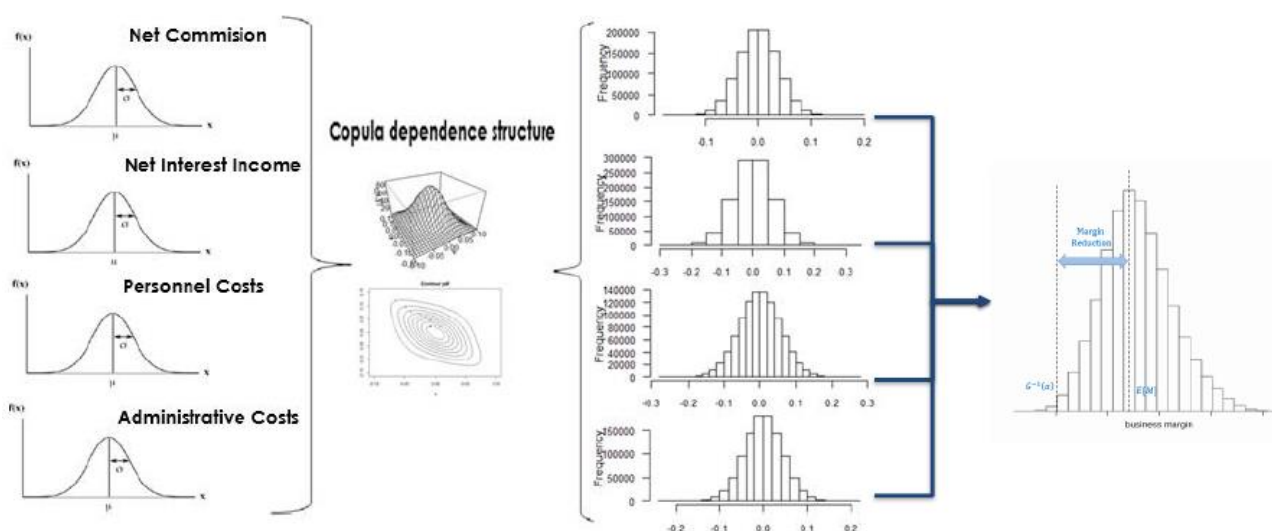 Net Commision
f(x)
σ
x
μ
Net Interest Income
f(x)
σ
x
μ
Personnel Costs
f(x)
σ
x
μ
Administrative Costs
f(x)
σ
x
μ
Copula dependence structure
Contour pdf
Frequency
200000
150000
100000
50000
0
-0.1 0.0 0.1 0.2
Frequency
300000
250000
200000
150000
100000
50000
0
-0.3 -0.2 -0.1 0.0 0.1 0.2 0.3
Frequency
140000
120000
100000
80000
60000
40000
20000
0
-0.3 -0.2 -0.1 0.0 0.1 0.2 0.3
Frequency
150000
100000
50000
0
-0.2 -0.1 0.0 0.1 0.2
Margin
Reduction
G⁻¹(α)
E[M]
business margin